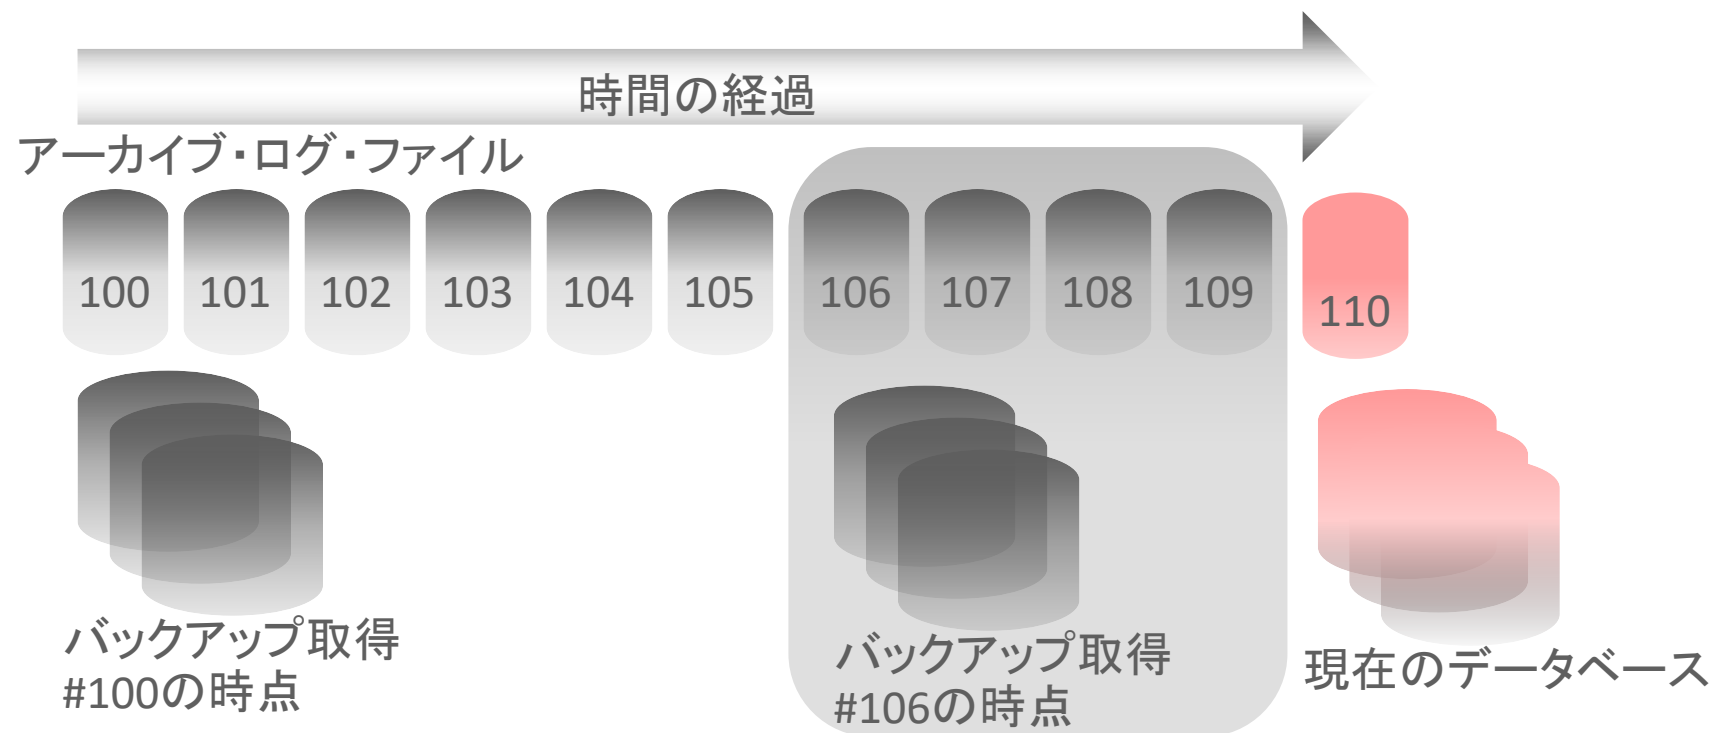 時間の経過
アーカイブ・ログ・ファイル
100 101 102 103 104 105 106 107 108 109 110
バックアップ取得
#100の時点
バックアップ取得
#106の時点
現在のデータベース